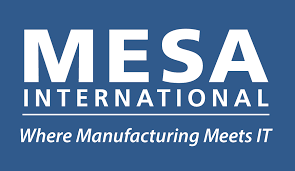 MESA
INTERNATIONAL
Where Manufacturing Meets IT